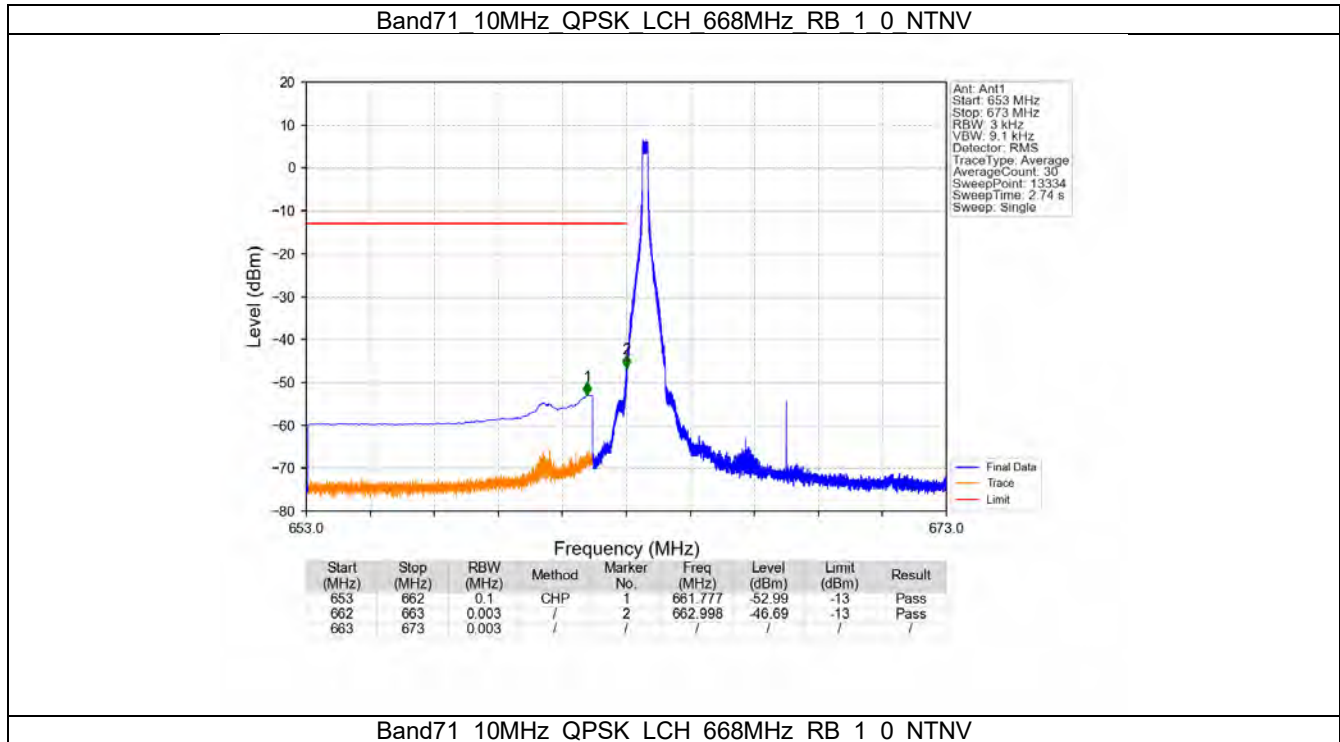 Band71_10MHz_QPSK_LCH_668MHz_RB_1_0_NTNV
Ant: Ant1
Start: 653 MHz
Stop: 673 MHz
RBW: 3 kHz
VBW: 9.1 kHz
Detector: RMS
TraceType: Average
AverageCount: 30
SweepPoint: 13334
SweepTime: 2.74 s
Sweep: Single
20
10
0
−10
−20
−30
−40
−50
−60
−70
−80
Level (dBm)
1
2
Final Data
Trace
Limit
653.0 673.0
Frequency (MHz)
Start (MHz) Stop (MHz) RBW (MHz) Method Marker No. Freq (MHz) Level (dBm) Limit (dBm) Result
653 662 0.1 CHP 1 661.777 -52.99 -13 Pass
662 663 0.003 / 2 662.998 -46.69 -13 Pass
663 673 0.003 / / / / / /
Band71_10MHz_QPSK_LCH_668MHz_RB_1_0_NTNV